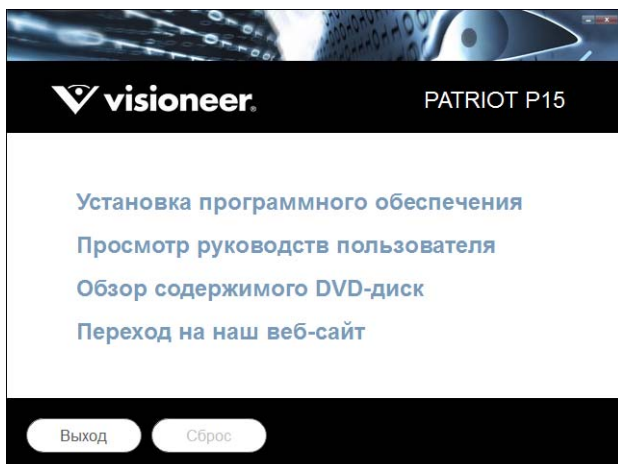 visioneer.
PATRIOT P15
Установка программного обеспечения
Просмотр руководств пользователя
Обзор содержимого DVD-диск
Переход на наш веб-сайт
Выход
Сброс